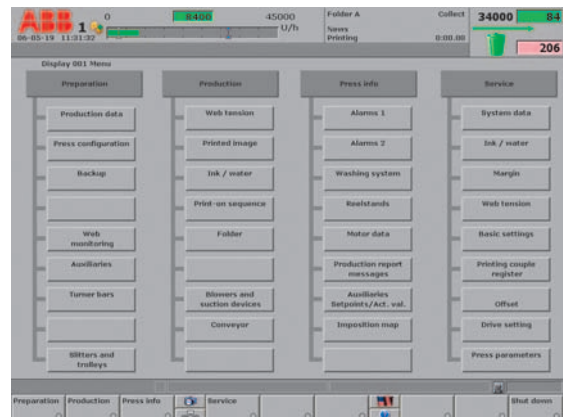 ABB 1
0
8400
45000
U/h
06-05-19 11:31:32
Folder A
Collect
News
Printing
0:00.00
34000
84
206
Display 001 Menu
Preparation
Production data
Press configuration
Backup
Web
monitoring
Auxiliaries
Turner bars
Slitters and
trolleys
Production
Web tension
Printed image
Ink / water
Print-on sequence
Folder
Blowers and
suction devices
Conveyor
Press info
Alarms 1
Alarms 2
Washing system
Reelstands
Motor data
Production report
messages
Auxiliaries
Setpoints/Act. val.
Imposition map
Service
System data
Ink / water
Margin
Web tension
Basic settings
Printing couple
register
Offset
Drive setting
Press parameters
Preparation
Production
Press info
Service
Shut down